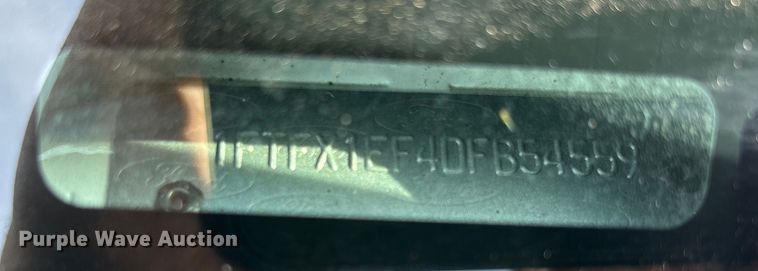 1FTFX1EF4DFB54559
Purple Wave Auction